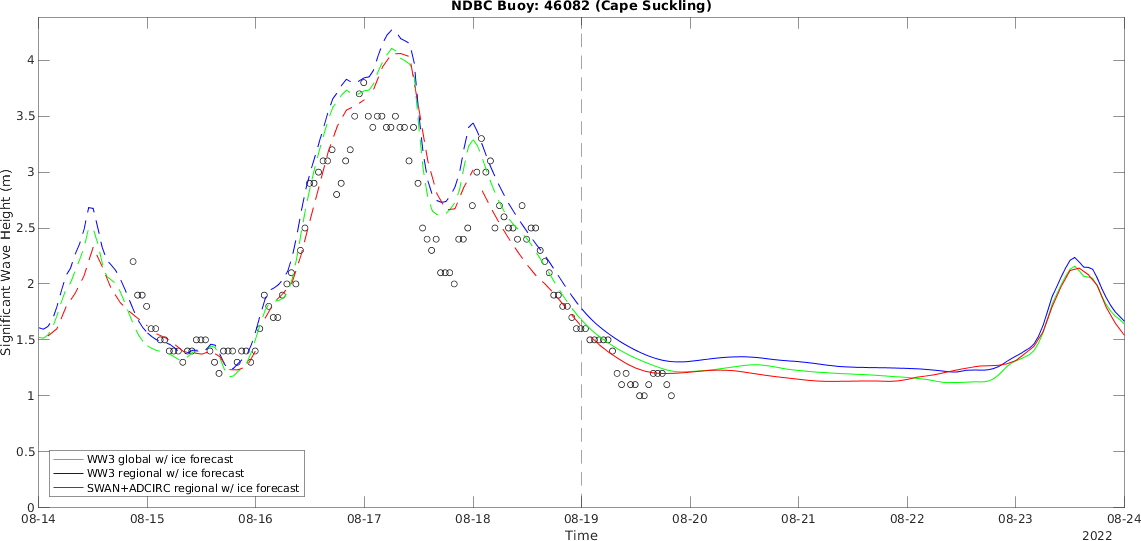 NDBC Buoy: 46082 (Cape Suckling)
4
3.5
3
2.5
2
1.5
1
0.5
0
Significant Wave Height (m)
WW3 global w/ ice forecast
WW3 regional w/ ice forecast
SWAN+ADCIRC regional w/ ice forecast
08-14 08-15 08-16 08-17 08-18 08-19 08-20 08-21 08-22 08-23 08-24
Time
2022